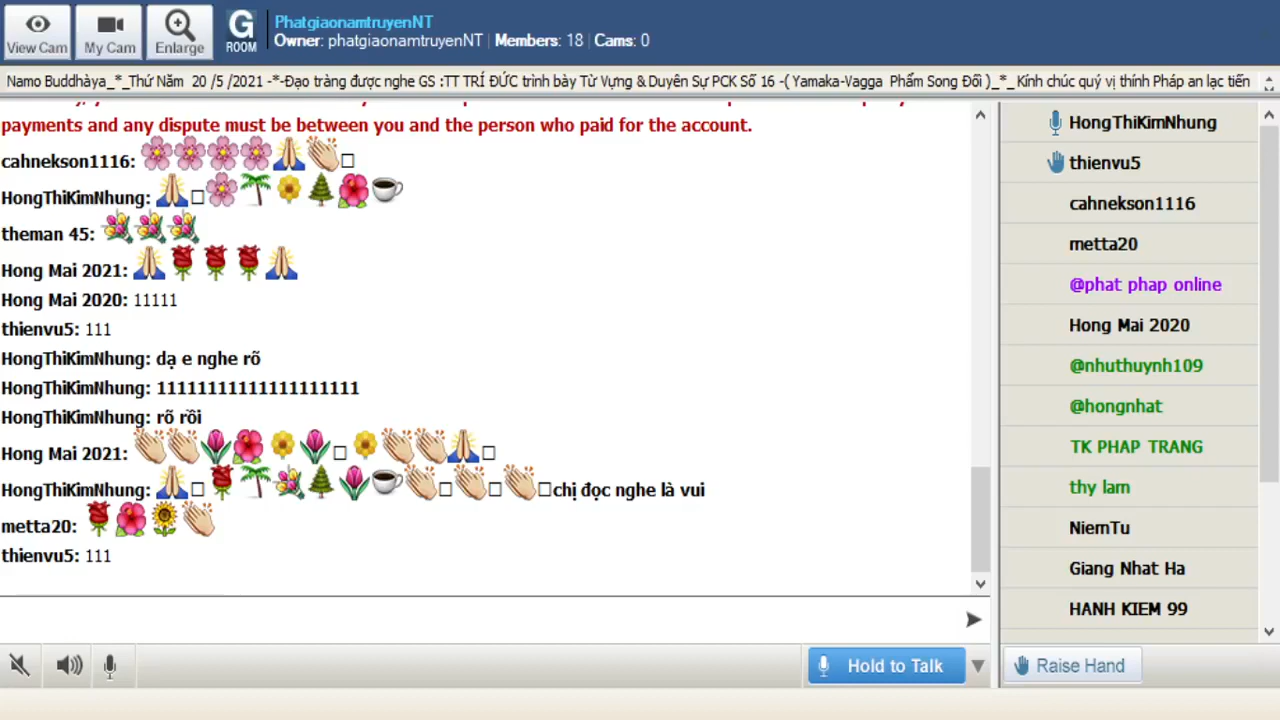 View Cam
My Cam
Enlarge
G
ROOM
PhatgiaonamtruyenNT
Owner: phatgiaonamtruyenNT | Members: 18 | Cams: 0
Namo Buddhàya_*_Thứ Năm 20 /5 /2021 -*-Đạo tràng được nghe GS :TT TRÍ ĐỨC trình bày Từ Vựng & Duyên Sự PCK Số 16 -( Yamaka-Vagga Phẩm Song Đối )_*_ Kính chúc quý vị thính Pháp an lạc tiến
payments and any dispute must be between you and the person who paid for the account.
cahnekson1116: 🌸🌸🌸🌸🙏👏
HongThiKimNhung: 🙏🌸🌴🌼🌲🌺☕
theman 45: 💐💐💐
Hong Mai 2021: 🙏🌹🌹🌹🙏
Hong Mai 2020: 11111
thienvu5: 111
HongThiKimNhung: dạ e nghe rõ
HongThiKimNhung: 11111111111111111111
HongThiKimNhung: rõ rồi
Hong Mai 2021: 👏👏🌷🌺🌼🌷🌼👏👏🙏
HongThiKimNhung: 🙏🌹🌴💐🌲🌷☕👏👏👏chị đọc nghe là vui
metta20: 🌹🌺🌻👏
thienvu5: 111
HongThiKimNhung
thienvu5
cahnekson1116
metta20
@phat phap online
Hong Mai 2020
@nhuthuynh109
@hongnhat
TK PHAP TRANG
thy lam
NiemTu
Giang Nhat Ha
HANH KIEM 99
Hold to Talk
Raise Hand